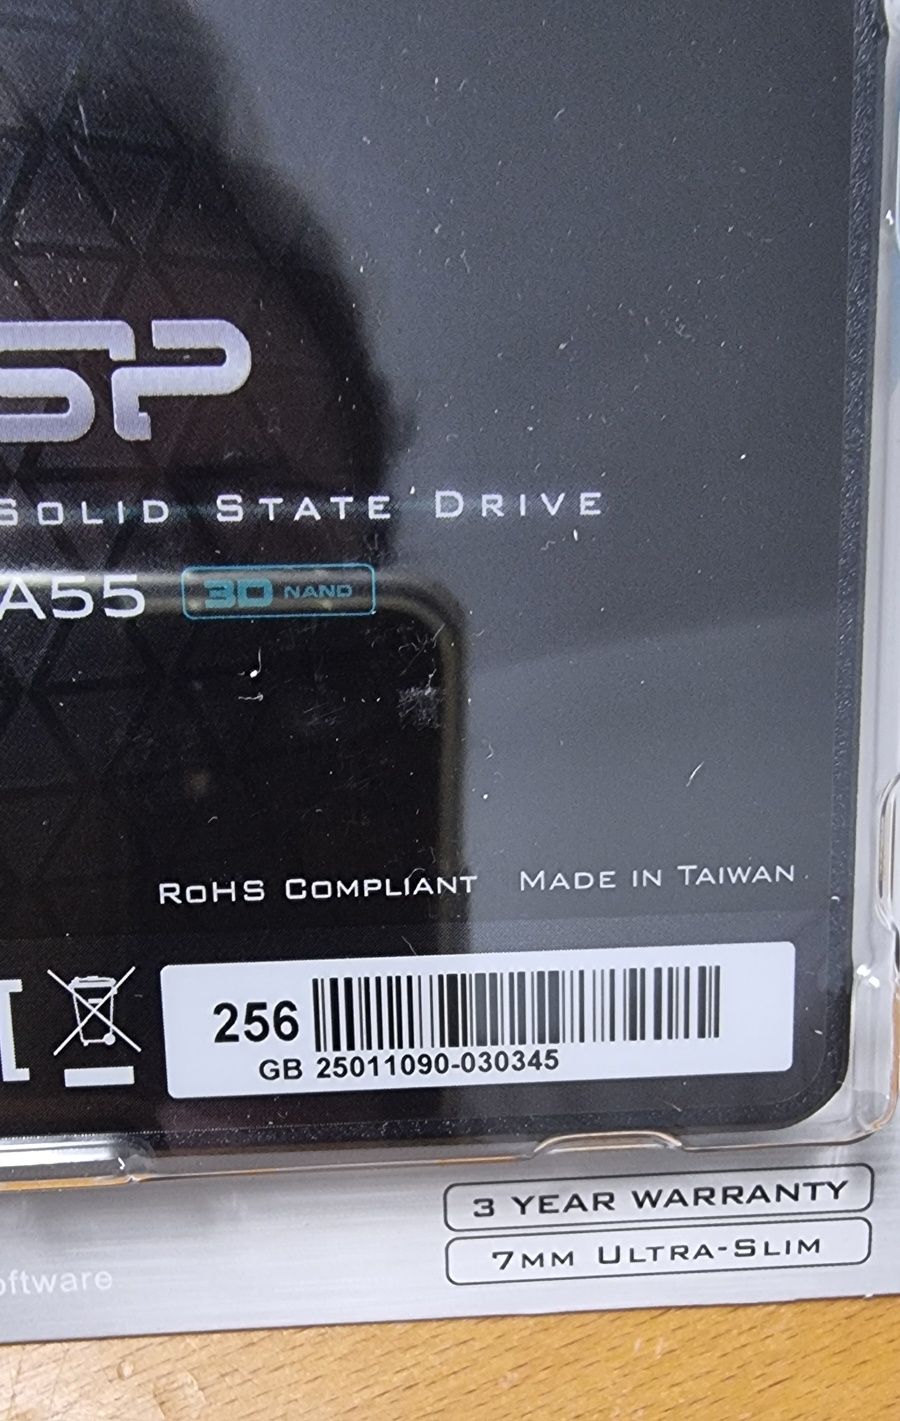 SP
SOLID STATE DRIVE
A55 3D NAND
RoHS COMPLIANT MADE IN TAIWAN
256
GB 25011090-030345
3 YEAR WARRANTY
7MM ULTRA-SLIM